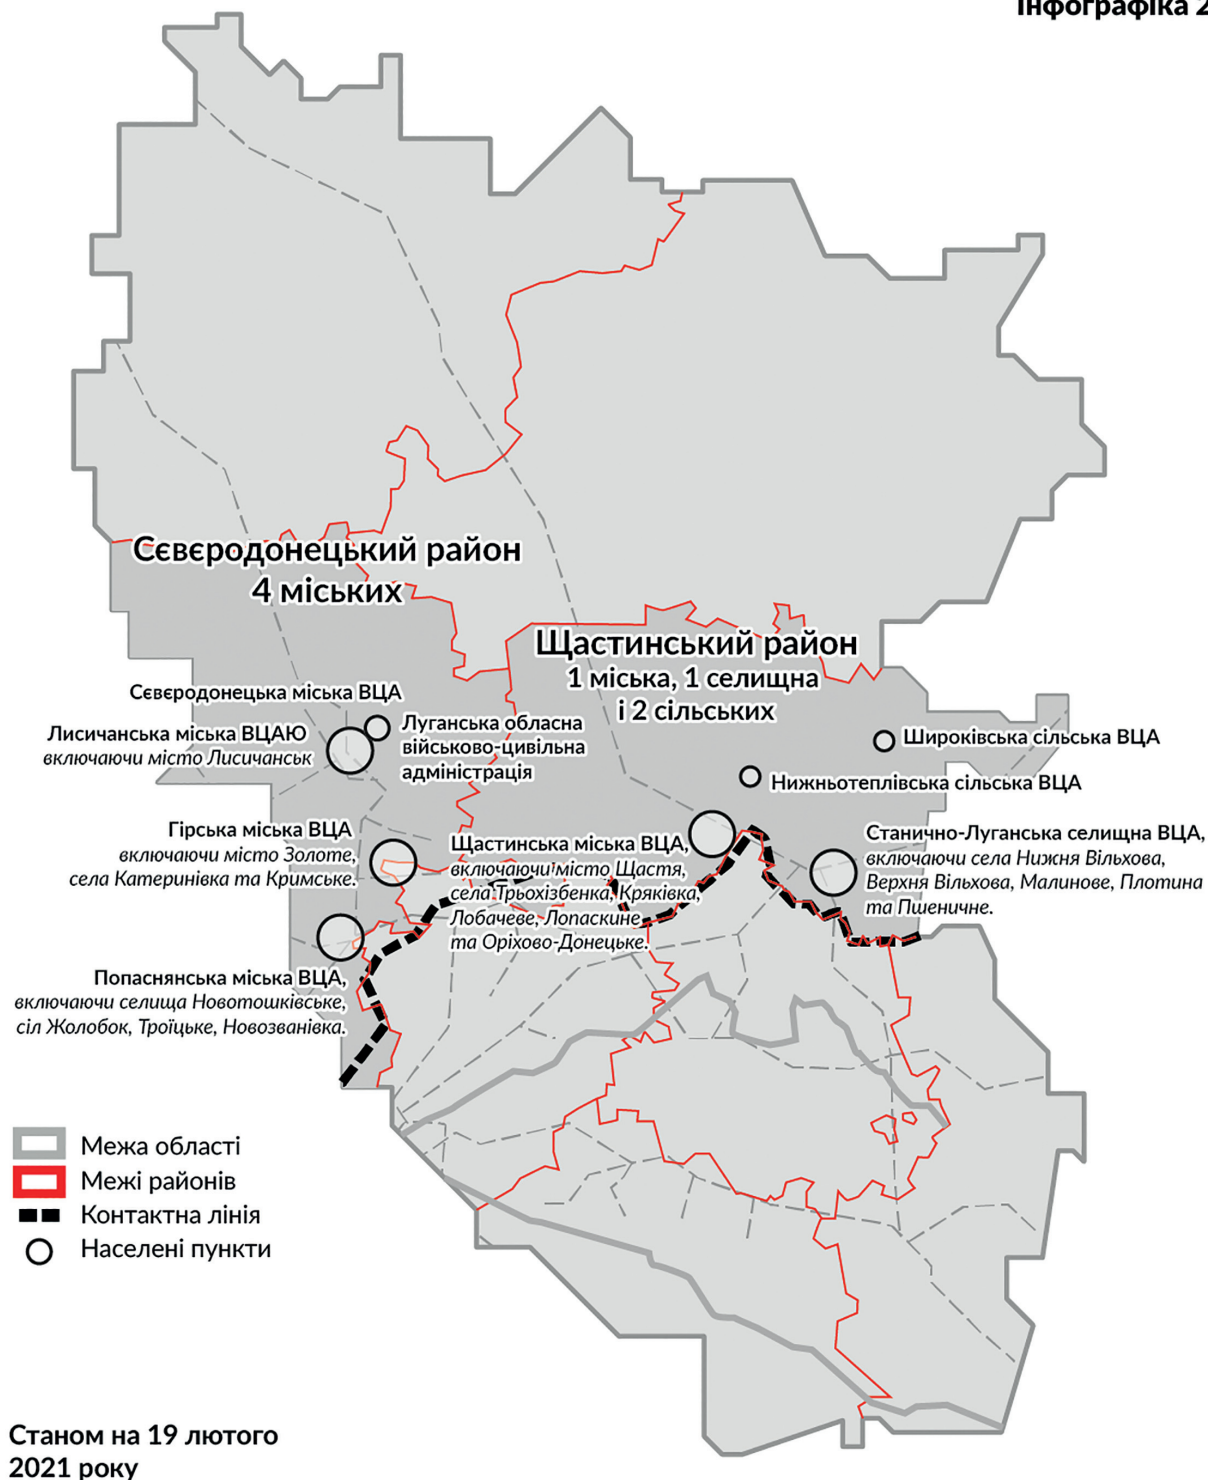 Інфографіка 2
Сєвєродонецький район
4 міських
Щастинський район
1 міська, 1 селищна
і 2 сільських
Сєвєродонецька міська ВЦА
Лисичанська міська ВЦАЮ
включаючи місто Лисичанськ
Луганська обласна
військово-цивільна
адміністрація
Широківська сільська ВЦА
Нижньотеплівська сільська ВЦА
Гірська міська ВЦА
включаючи місто Золоте,
села Катеринівка та Кримське.
Щастинська міська ВЦА,
включаючи місто Щастя,
села Трьохізбенка, Кряківка,
Лобачеве, Лопаскине
та Оріхово-Донецьке.
Станично-Луганська селищна ВЦА,
включаючи села Нижня Вільхова,
Верхня Вільхова, Малинове, Плотина
та Пшеничне.
Попаснянська міська ВЦА,
включаючи селища Новотошківське,
сіл Жолобок, Троїцьке, Новозванівка.
Межа області
Межі районів
Контактна лінія
Населені пункти
Станом на 19 лютого
2021 року